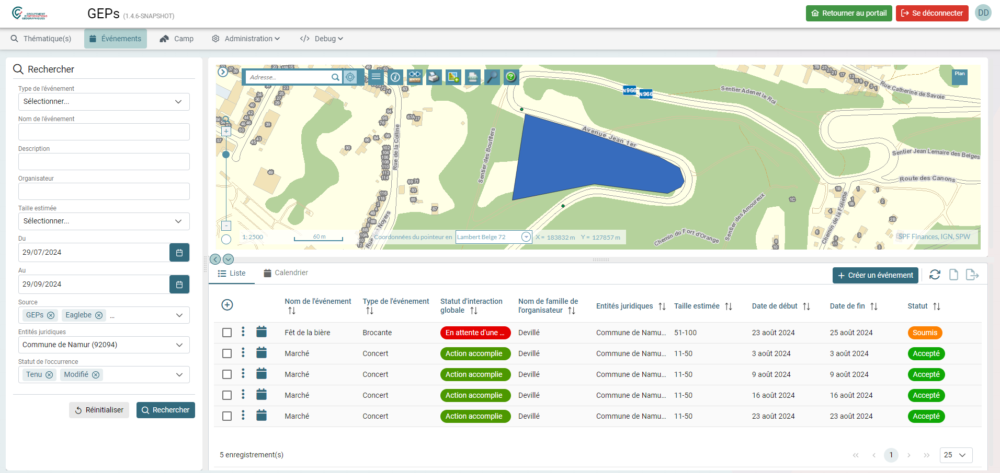 GROUPEMENT
D'INFORMATIONS
GÉOGRAPHIQUES
GEPs (1.4.6-SNAPSHOT)
Retourner au portail
Se déconnecter
DD
Thématique(s)
Événements
Camp
Administration
</> Debug
Rechercher
Type de l'événement
Sélectionner...
Nom de l'événement
Description
Organisateur
Taille estimée
Sélectionner...
Du
29/07/2024
Au
29/09/2024
Source
GEPs
Eaglebe
...
Entités juridiques
Commune de Namur (92094)
Statut de l'occurrence
Tenu
Modifié
Réinitialiser
Rechercher
Adresse...
Plan
N966
N966
Sentier Adenet le Roi
Rue Catherine de Savoie
Avenue Jean 1er
Rue de la Colline
Sentier des Boufflers
Sentier Jean Lemaire des Belges
Route des Canons
Sentier des Amoureux
Chemin de la Foliette
Chemin du Fort d'Orange
1:2500
60 m
Coordonnées du pointeur en
Lambert Belge 72
X = 183832 m
Y = 127857 m
SPF Finances, IGN, SPW
Liste
Calendrier
Créer un événement
Nom de l'événement
Type de l'événement
Statut d'interaction globale
Nom de famille de l'organisateur
Entités juridiques
Taille estimée
Date de début
Date de fin
Statut
Fêt de la bière Brocante En attente d'une ... Devillé Commune de Namu... 51-100 23 août 2024 25 août 2024 Soumis
Marché Concert Action accomplie Devillé Commune de Namu... 11-50 3 août 2024 3 août 2024 Accepté
Marché Concert Action accomplie Devillé Commune de Namu... 11-50 9 août 2024 9 août 2024 Accepté
Marché Concert Action accomplie Devillé Commune de Namu... 11-50 16 août 2024 16 août 2024 Accepté
Marché Concert Action accomplie Devillé Commune de Namu... 11-50 23 août 2024 23 août 2024 Accepté
5 enregistrement(s)
1
25